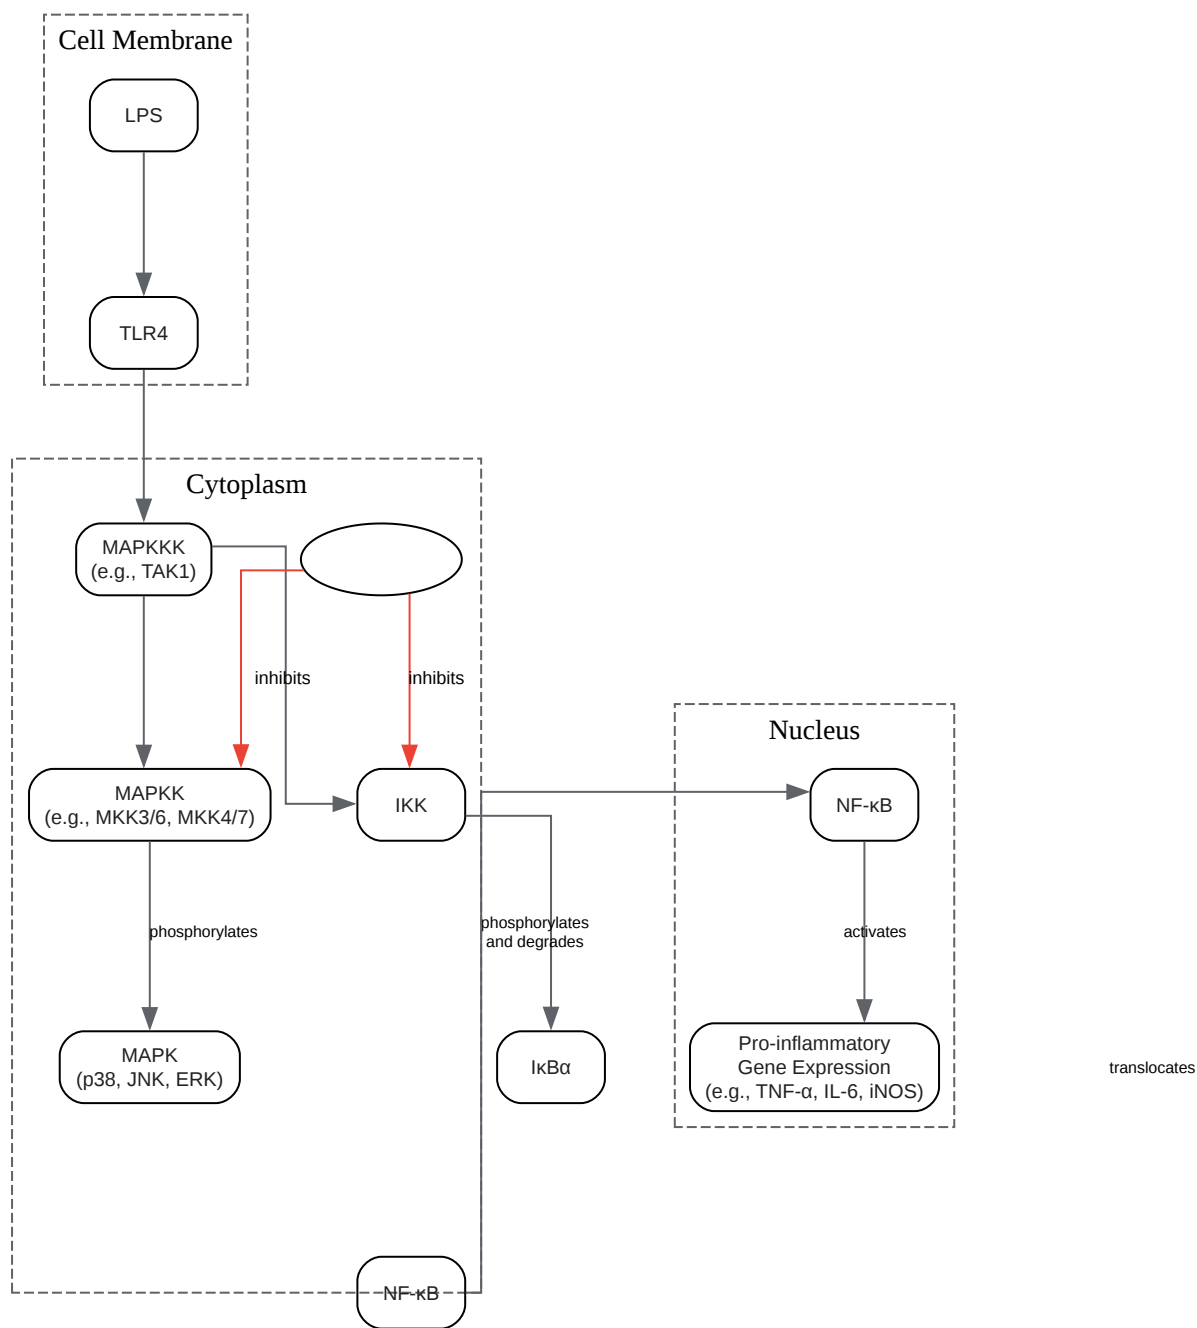 Cell Membrane
LPS
TLR4
Cytoplasm
MAPKKK
(e.g., TAK1)
inhibits
inhibits
MAPKK
(e.g., MKK3/6, MKK4/7)
IKK
phosphorylates
phosphorylates
and degrades
MAPK
(p38, JNK, ERK)
IκBα
NF-κB
Nucleus
NF-κB
activates
Pro-inflammatory
Gene Expression
(e.g., TNF-α, IL-6, iNOS)
translocates